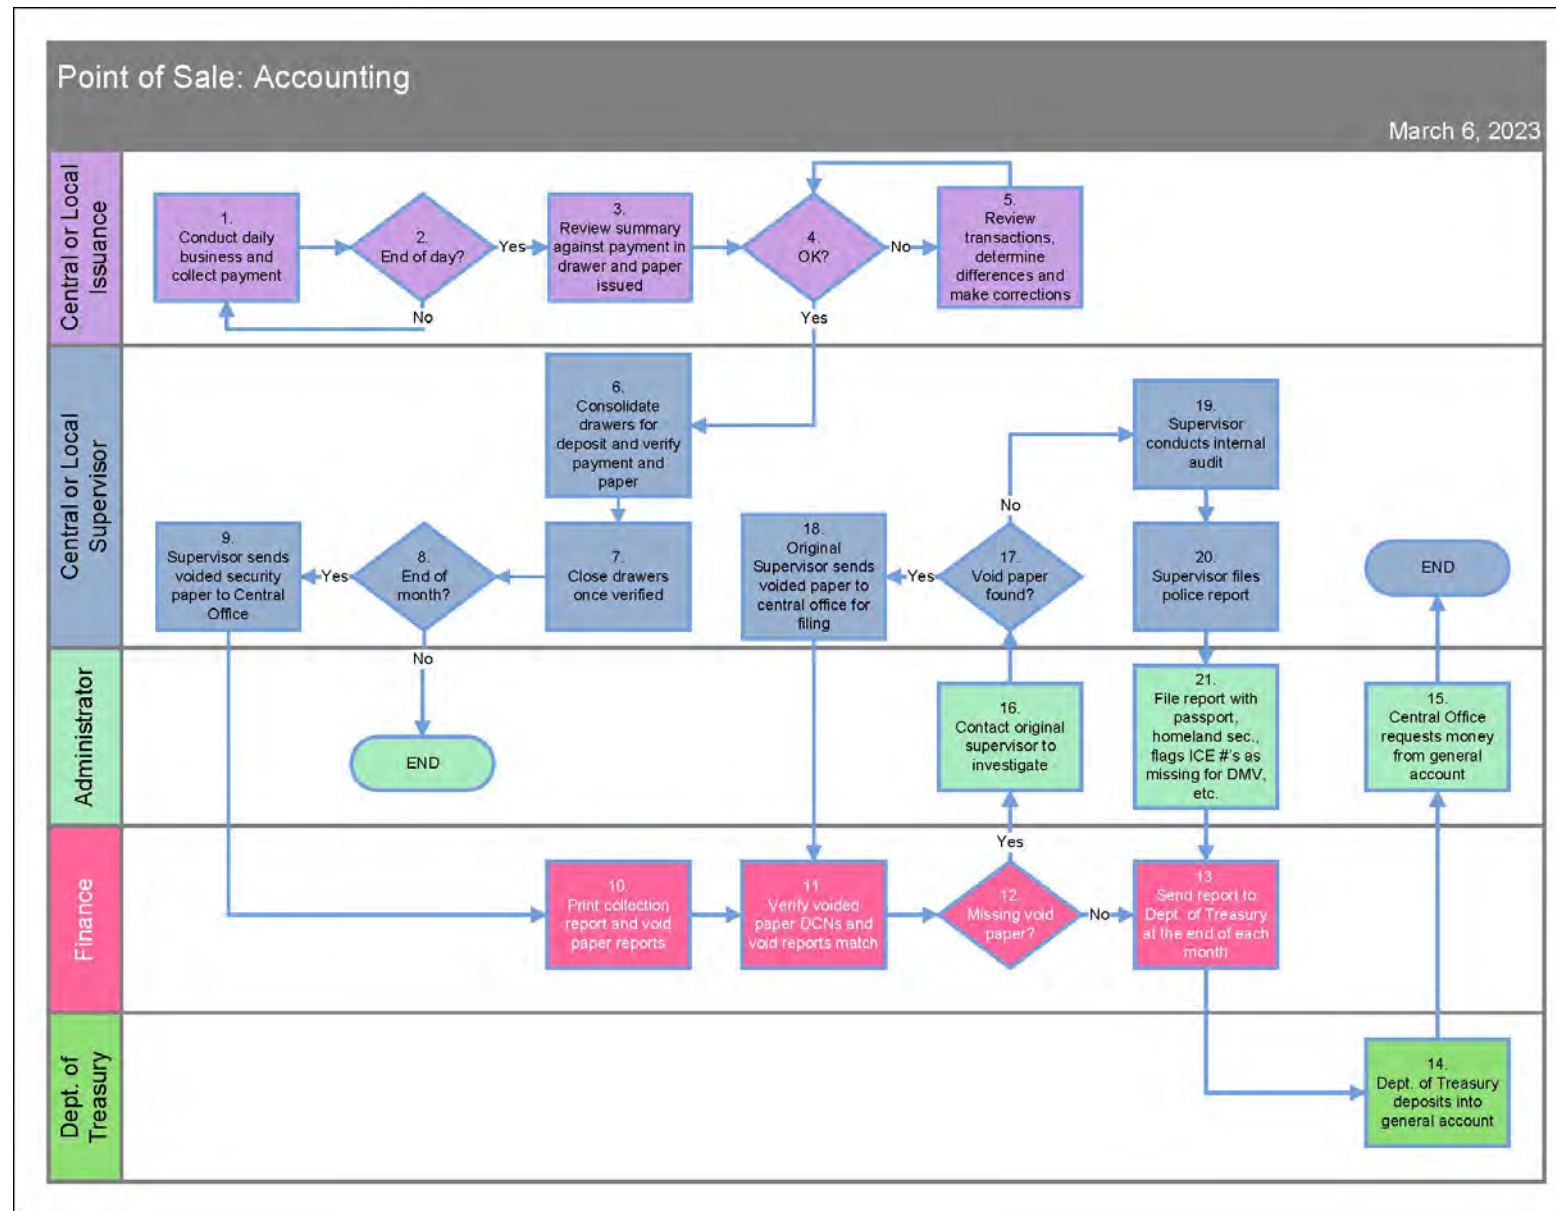 Point of Sale: Accounting
March 6, 2023
Central or Local
Issuance
1.
Conduct daily
business and
collect payment
2.
End of day?
Yes
No
3.
Review summary
against payment in
drawer and paper
issued
4.
OK?
No
Yes
5.
Review
transactions,
determine
differences and
make corrections
Central or Local
Supervisor
6.
Consolidate
drawers for
deposit and verify
payment and
paper
7.
Close drawers
once verified
8.
End of
month?
Yes
No
9.
Supervisor sends
voided security
paper to Central
Office
18.
Original
Supervisor sends
voided paper to
central office for
filing
17.
Void paper
found?
Yes
No
19.
Supervisor
conducts internal
audit
20.
Supervisor files
police report
END
Administrator
END
16.
Contact original
supervisor to
investigate
21.
File report with
passport,
homeland sec.,
flags ICE #'s as
missing for DMV,
etc.
15.
Central Office
requests money
from general
account
Finance
10.
Print collection
report and void
paper reports
11.
Verify voided
paper DCNs and
void reports match
12.
Missing void
paper?
Yes
No
13.
Send report to
Dept. of Treasury
at the end of each
month
Dept. of
Treasury
14.
Dept. of Treasury
deposits into
general account